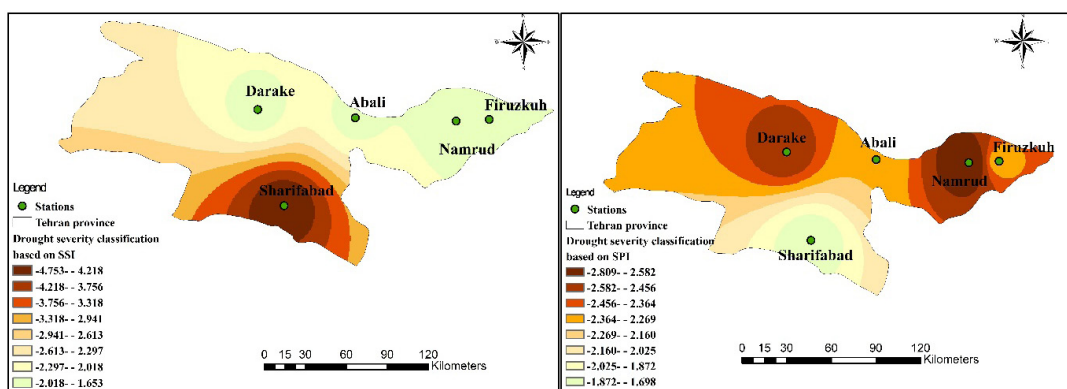 Darake
Abali
Firuzkuh
Namrud
Sharifabad
Legend
Stations
Tehran province
Drought severity classification
based on SSI
-4.753- - 4.218
-4.218- - 3.756
-3.756- - 3.318
-3.318- - 2.941
-2.941- - 2.613
-2.613- - 2.297
-2.297- - 2.018
-2.018- - 1.653
0 15 30 60 90 120
Kilometers
Darake
Abali
Firuzkuh
Namrud
Sharifabad
Legend
Stations
Tehran province
Drought severity classification
based on SPI
-2.809- - 2.582
-2.582- - 2.456
-2.456- - 2.364
-2.364- - 2.269
-2.269- - 2.160
-2.160- - 2.025
-2.025- - 1.872
-1.872- - 1.698
0 15 30 60 90 120
Kilometers